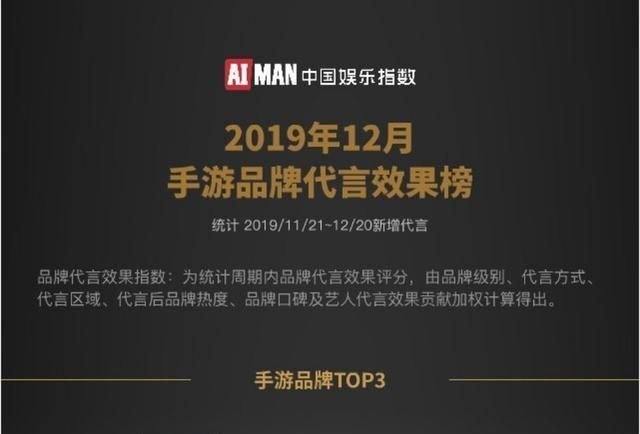 AI MAN 中国娱乐指数
2019年12月
手游品牌代言效果榜
统计 2019/11/21~12/20新增代言
品牌代言效果指数：为统计周期内品牌代言效果评分，由品牌级别、代言方式、
代言区域、代言后品牌热度、品牌口碑及艺人代言效果贡献加权计算得出。
手游品牌TOP3